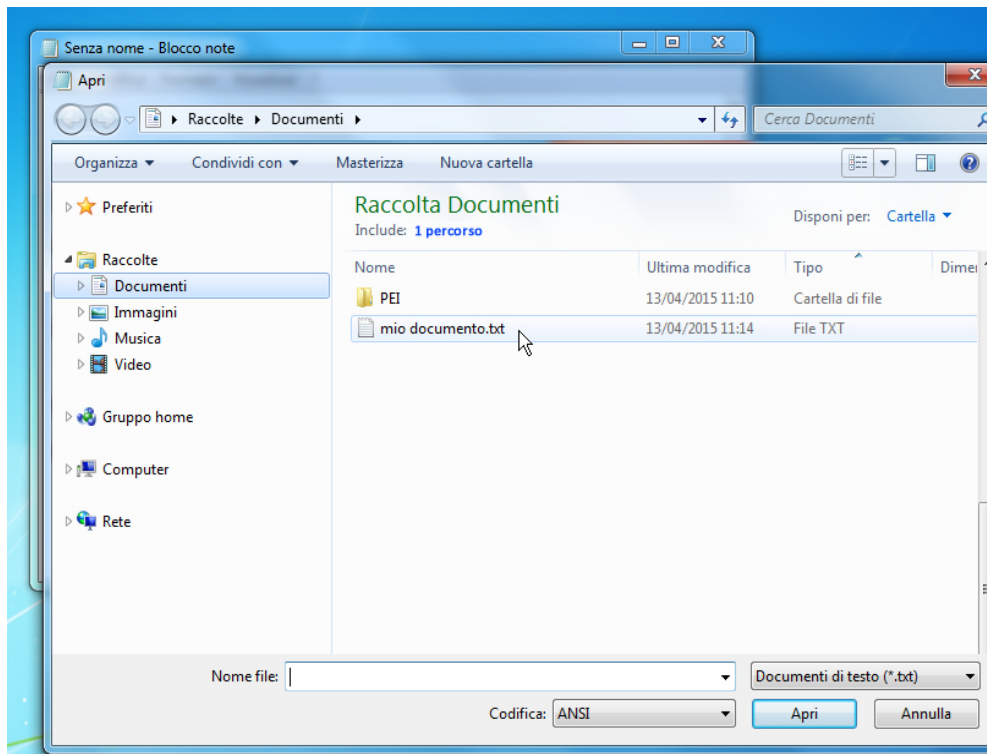 Senza nome - Blocco note
Apri
Raccolte Documenti
Cerca Documenti
Organizza Condividi con Masterizza Nuova cartella
Preferiti
Raccolte
Documenti
Immagini
Musica
Video
Gruppo home
Computer
Rete
Raccolta Documenti
Include: 1 percorso
Disponi per: Cartella
Nome Ultima modifica Tipo
PEI 13/04/2015 11:10 Cartella di file
mio documento.txt 13/04/2015 11:14 File TXT
Nome file: Documenti di testo (*.txt)
Codifica: ANSI Apri Annulla